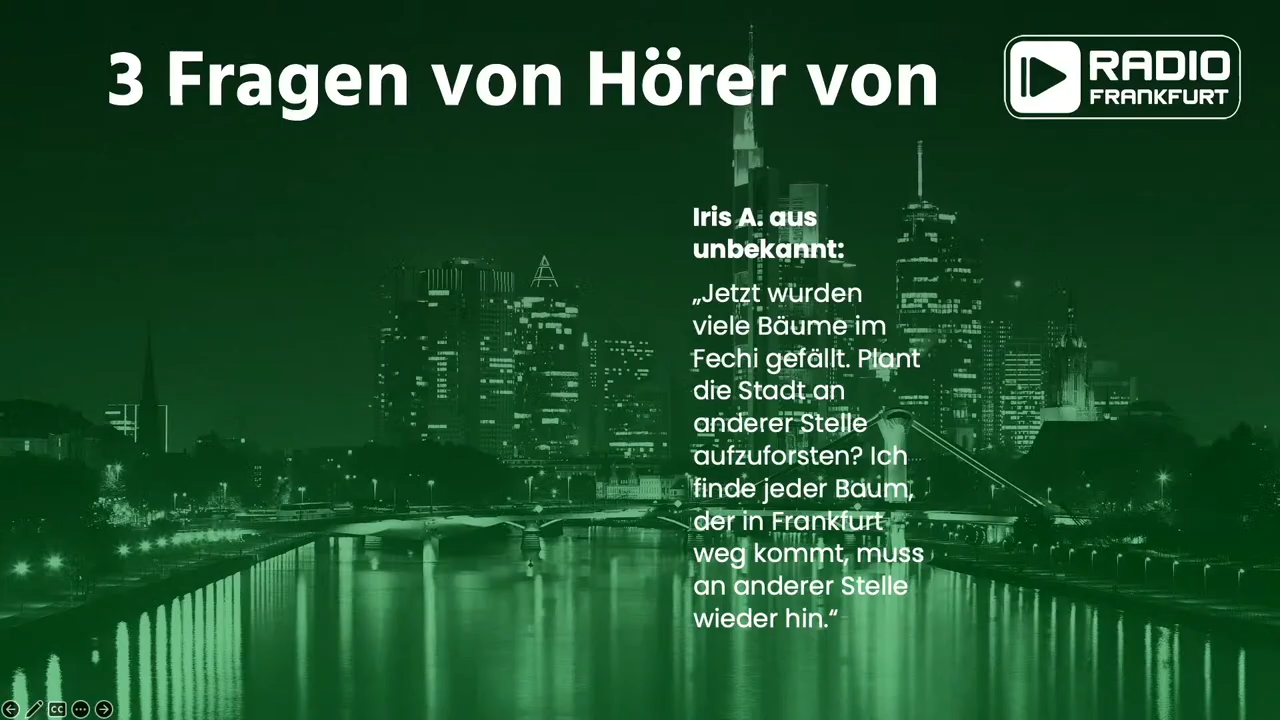 3 Fragen von Hörer von
RADIO
FRANKFURT
Iris A. aus
unbekannt:
„Jetzt wurden
viele Bäume im
Fechi gefällt. Plant
die Stadt an
anderer Stelle
aufzuforsten? Ich
finde jeder Baum,
der in Frankfurt
weg kommt, muss
an anderer Stelle
wieder hin.“
CC